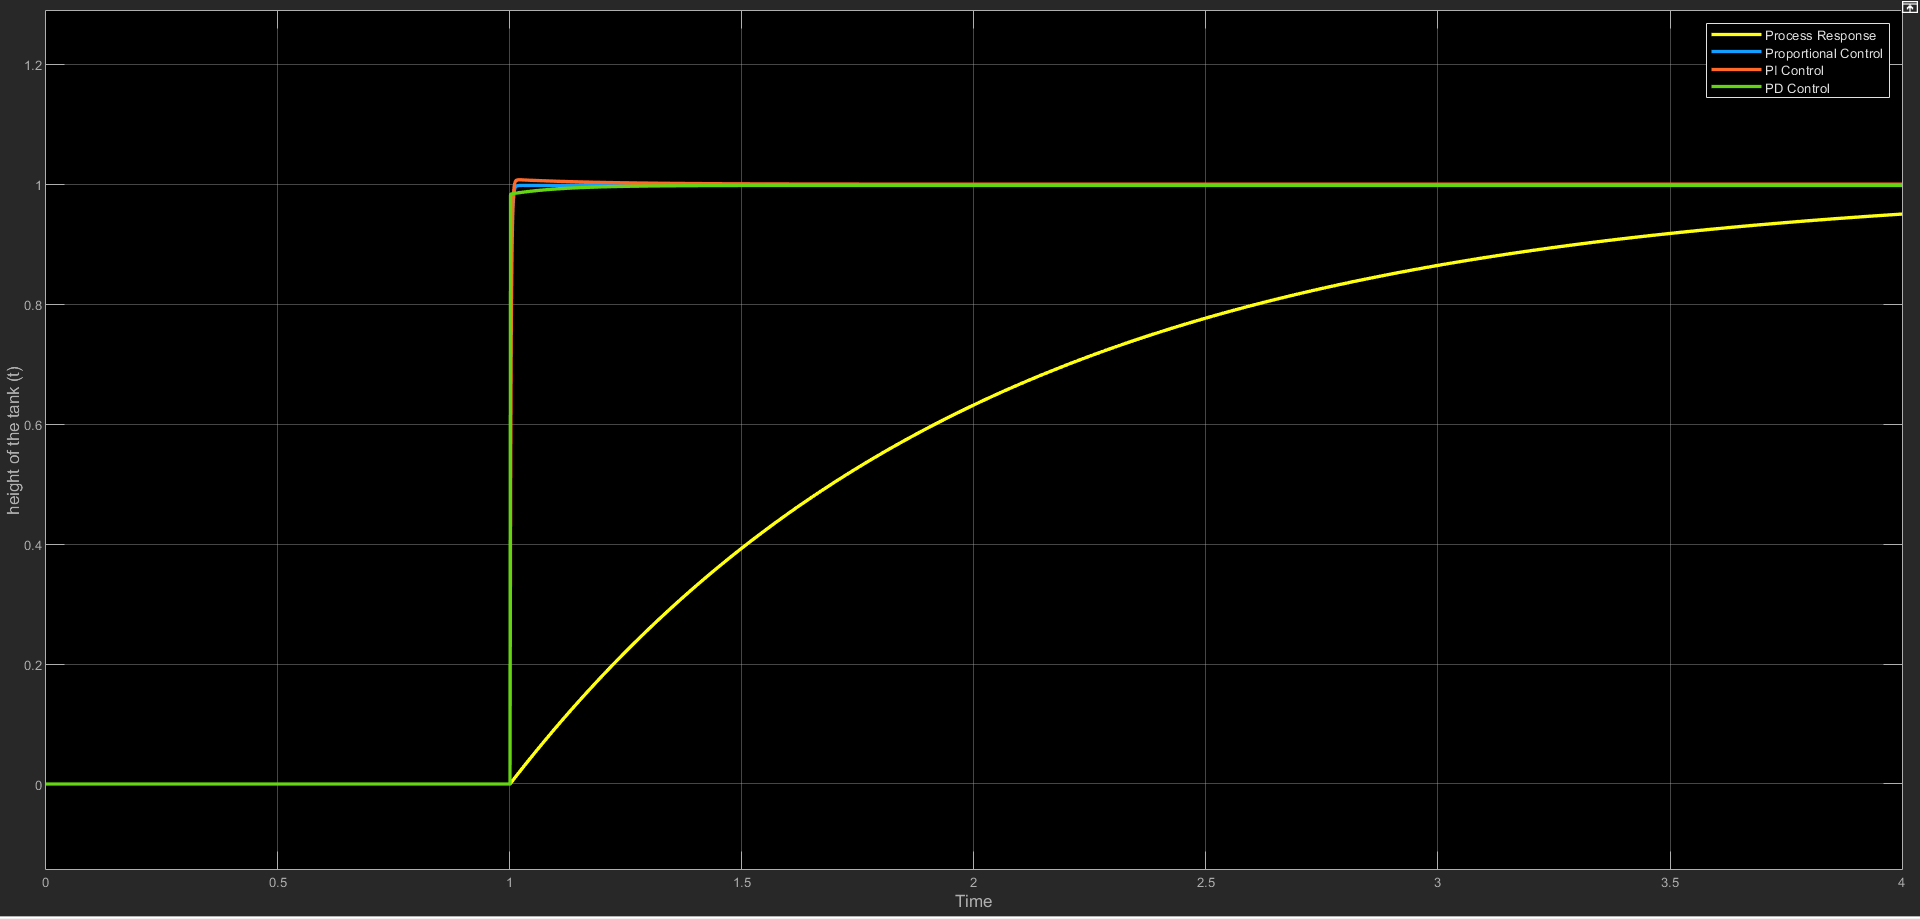 Process Response
Proportional Control
PI Control
PD Control
1.2
1
0.8
0.6
0.4
0.2
0
height of the tank (t)
0
0.5
1
1.5
2
2.5
3
3.5
4
Time